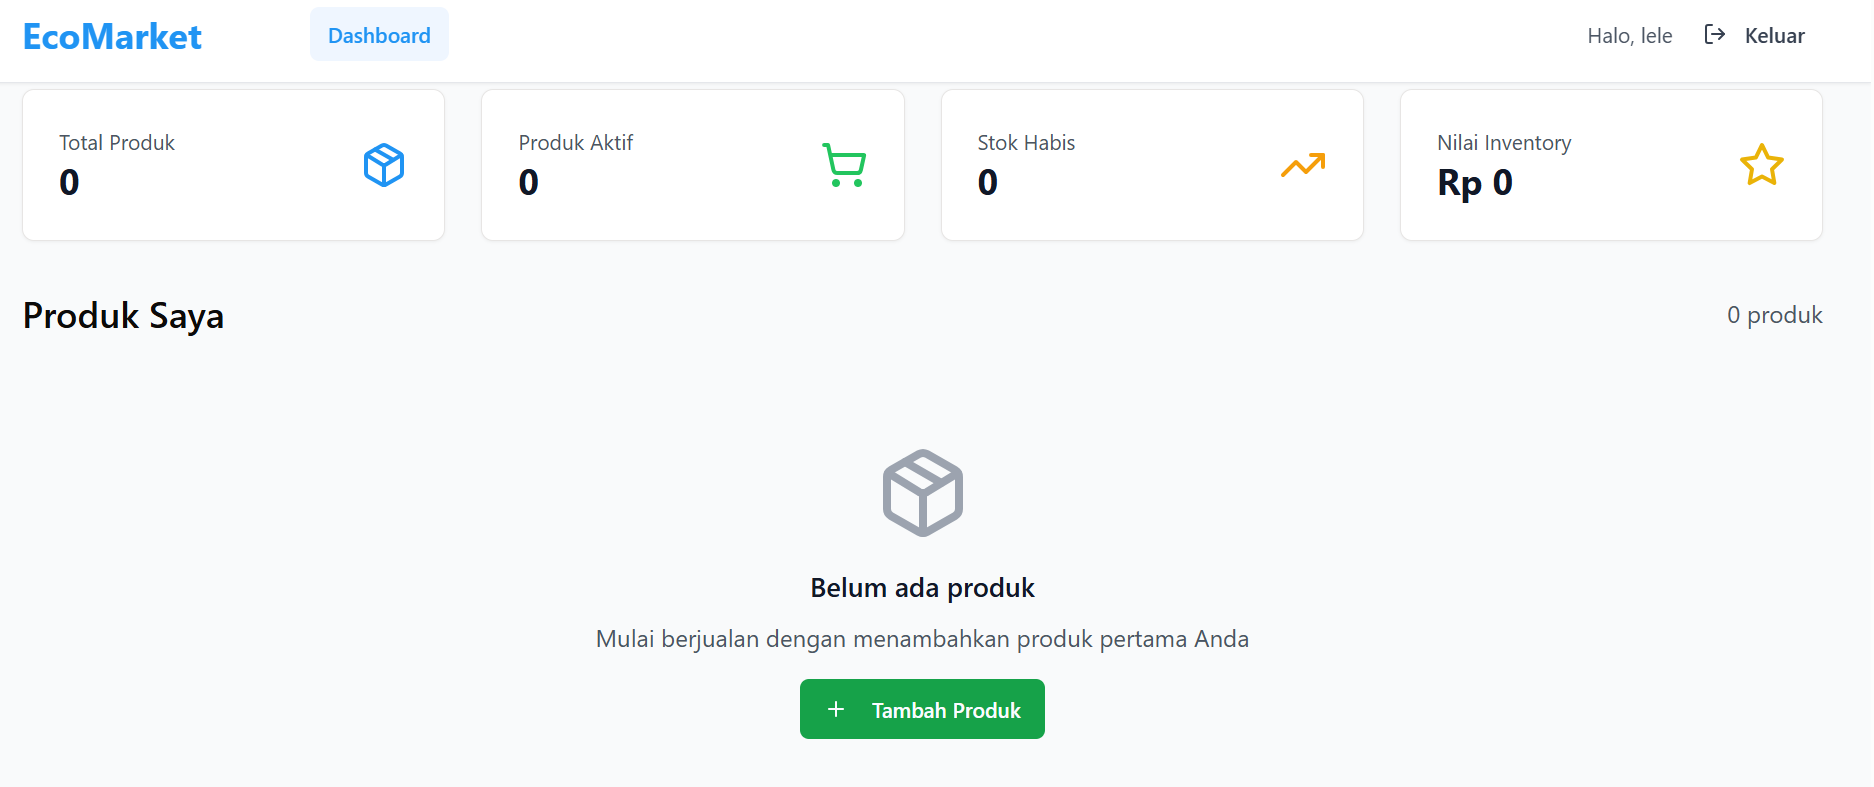 EcoMarket
Dashboard
Halo, lele
Keluar
Total Produk
0
Produk Aktif
0
Stok Habis
0
Nilai Inventory
Rp 0
Produk Saya
0 produk
Belum ada produk
Mulai berjualan dengan menambahkan produk pertama Anda
+ Tambah Produk